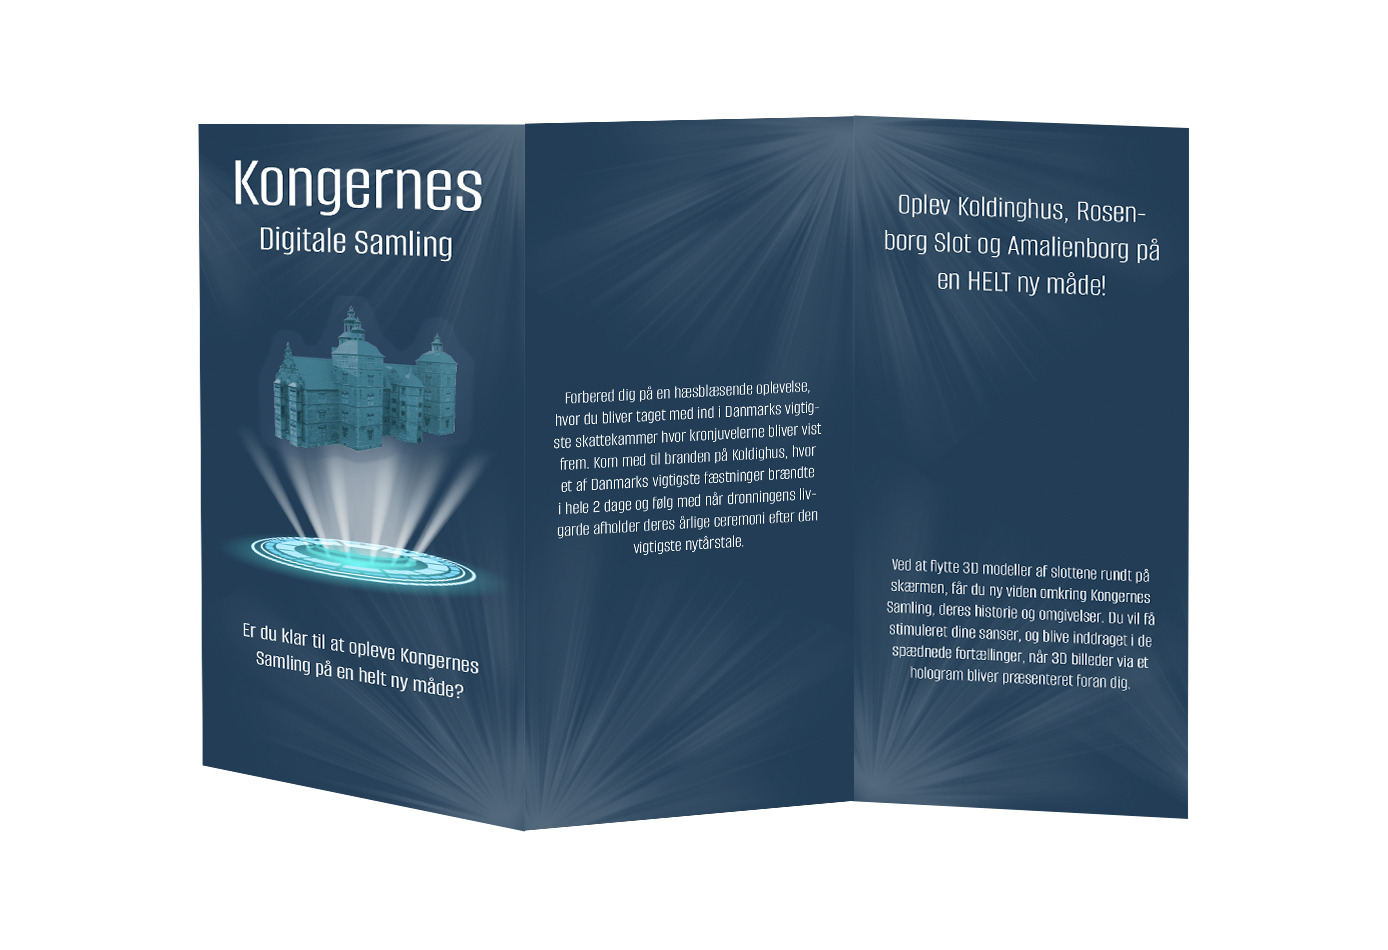 Kongernes
Digitale Samling
Er du klar til at opleve Kongernes
Samling på en helt ny måde?
Forbered dig på en hæsblæsende oplevelse,
hvor du bliver taget med ind i Danmarks vigtig-
ste skattekammer hvor kronjuvelerne bliver vist
frem. Kom med til branden på Koldighus, hvor
et af Danmarks vigtigste fæstninger brændte
i hele 2 dage og følg med når dronningens liv-
garde afholder deres årlige ceremoni efter den
vigtigste nytårstale.
Oplev Koldinghus, Rosen-
borg Slot og Amalienborg på
en HELT ny måde!
Ved at flytte 3D modeller af slottene rundt på
skærmen, får du ny viden omkring Kongernes
Samling, deres historie og omgivelser. Du vil få
stimuleret dine sanser, og blive inddraget i de
spædnede fortællinger, når 3D billeder via et
hologram bliver præsenteret foran dig.